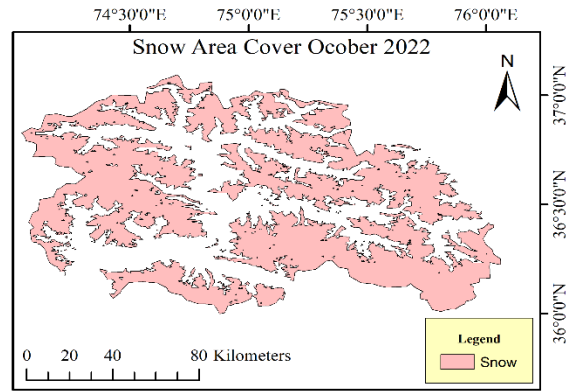 74°30'0"E 75°0'0"E 75°30'0"E 76°0'0"E
Snow Area Cover Ocober 2022
N
37°0'0"N
36°30'0"N
36°0'0"N
0 20 40 80 Kilometers
Legend
Snow